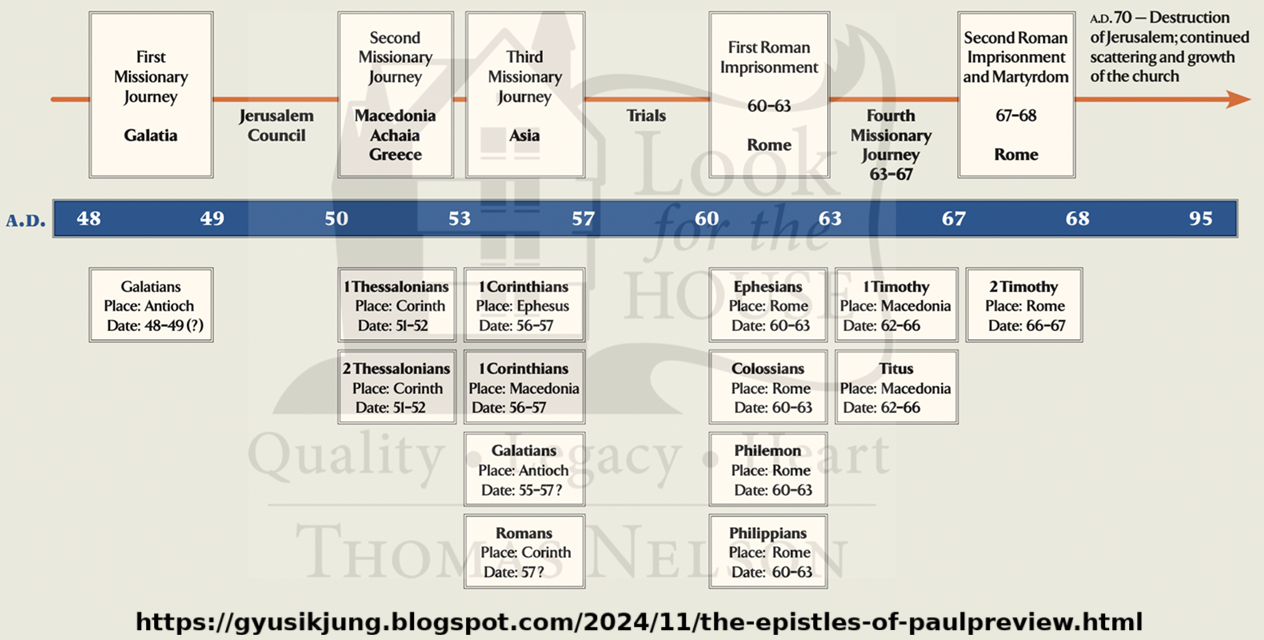 First
Missionary
Journey
Galatia
Jerusalem
Council
Second
Missionary
Journey
Macedonia
Achaia
Greece
Third
Missionary
Journey
Asia
Trials
First Roman
Imprisonment
60–63
Rome
Fourth
Missionary
Journey
63–67
Second Roman
Imprisonment
and Martyrdom
67–68
Rome
A.D. 70 – Destruction
of Jerusalem; continued
scattering and growth
of the church
A.D. 48 49 50 53 57 60 63 67 68 95
Galatians
Place: Antioch
Date: 48–49 (?)
1 Thessalonians
Place: Corinth
Date: 51–52
2 Thessalonians
Place: Corinth
Date: 51–52
1 Corinthians
Place: Ephesus
Date: 56–57
1 Corinthians
Place: Macedonia
Date: 56–57
Galatians
Place: Antioch
Date: 55–57 ?
Romans
Place: Corinth
Date: 57 ?
Ephesians
Place: Rome
Date: 60–63
Colossians
Place: Rome
Date: 60–63
Philemon
Place: Rome
Date: 60–63
Philippians
Place: Rome
Date: 60–63
1 Timothy
Place: Macedonia
Date: 62–66
Titus
Place: Macedonia
Date: 62–66
2 Timothy
Place: Rome
Date: 66–67
Look
for the
HOUSE
Quality • Legacy • Heart
THOMAS NELSON
https://gyusikjung.blogspot.com/2024/11/the-epistles-of-paulpreview.html